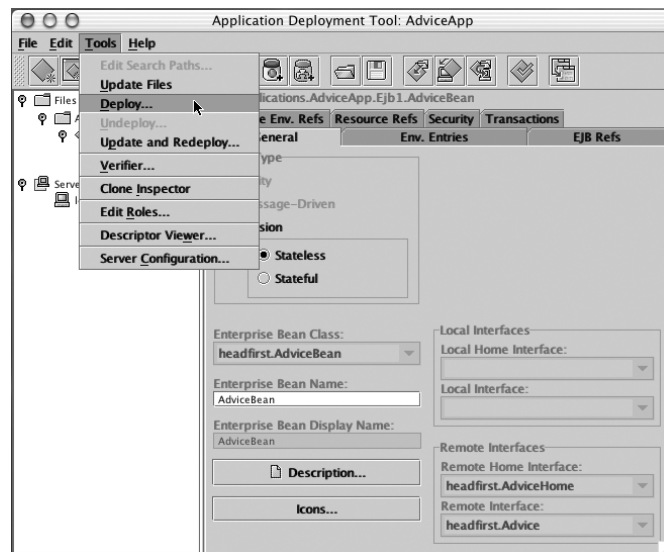 Application Deployment Tool: AdviceApp
File Edit Tools Help
Edit Search Paths...
Update Files
Deploy...
Undeploy...
Update and Redeploy...
Verifier...
Clone Inspector
Edit Roles...
Descriptor Viewer...
Server Configuration...
Files
A
Serve
lications.AdviceApp.Ejb1.AdviceBean
e Env. Refs Resource Refs Security Transactions
eneral Env. Entries EJB Refs
ype
ity
ssage-Driven
sion
Stateless
Stateful
Enterprise Bean Class:
headfirst.AdviceBean
Enterprise Bean Name:
AdviceBean
Enterprise Bean Display Name:
AdviceBean
Description...
Icons...
Local Interfaces
Local Home Interface:
Local Interface:
Remote Interfaces
Remote Home Interface:
headfirst.AdviceHome
Remote Interface:
headfirst.Advice